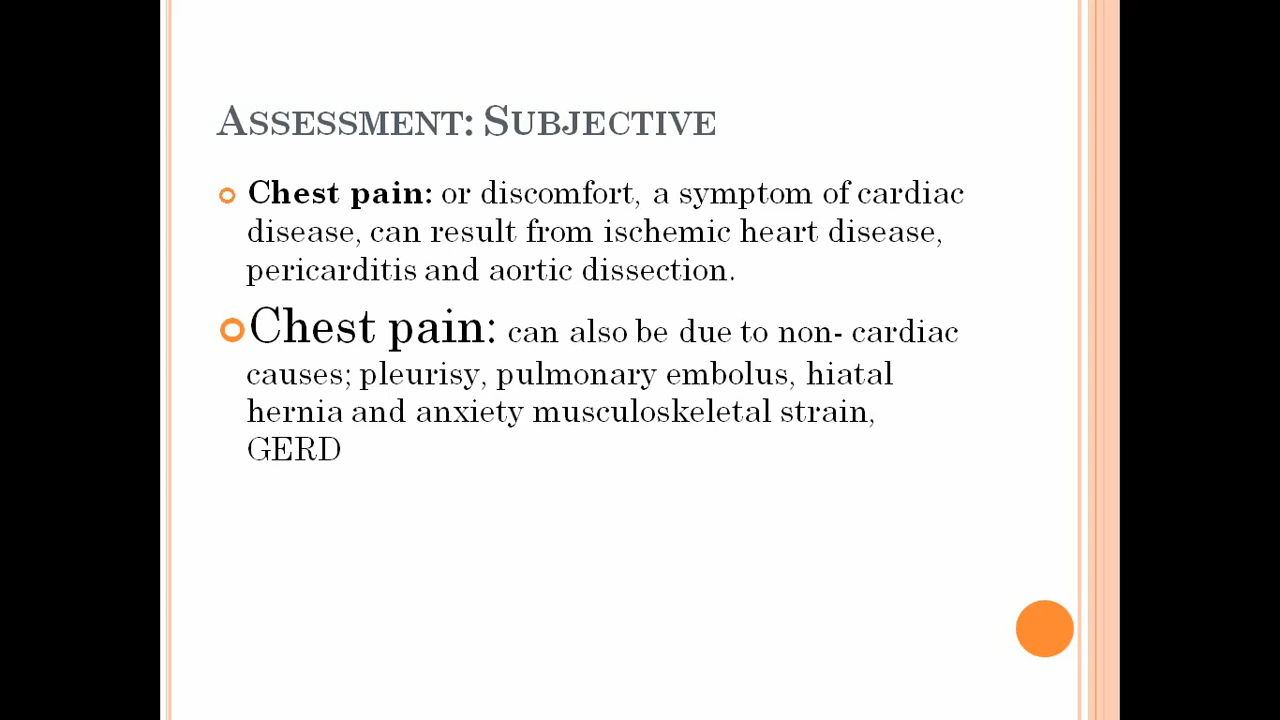 ASSESSMENT: SUBJECTIVE
Chest pain: or discomfort, a symptom of cardiac
disease, can result from ischemic heart disease,
pericarditis and aortic dissection.
Chest pain: can also be due to non- cardiac
causes; pleurisy, pulmonary embolus, hiatal
hernia and anxiety musculoskeletal strain,
GERD